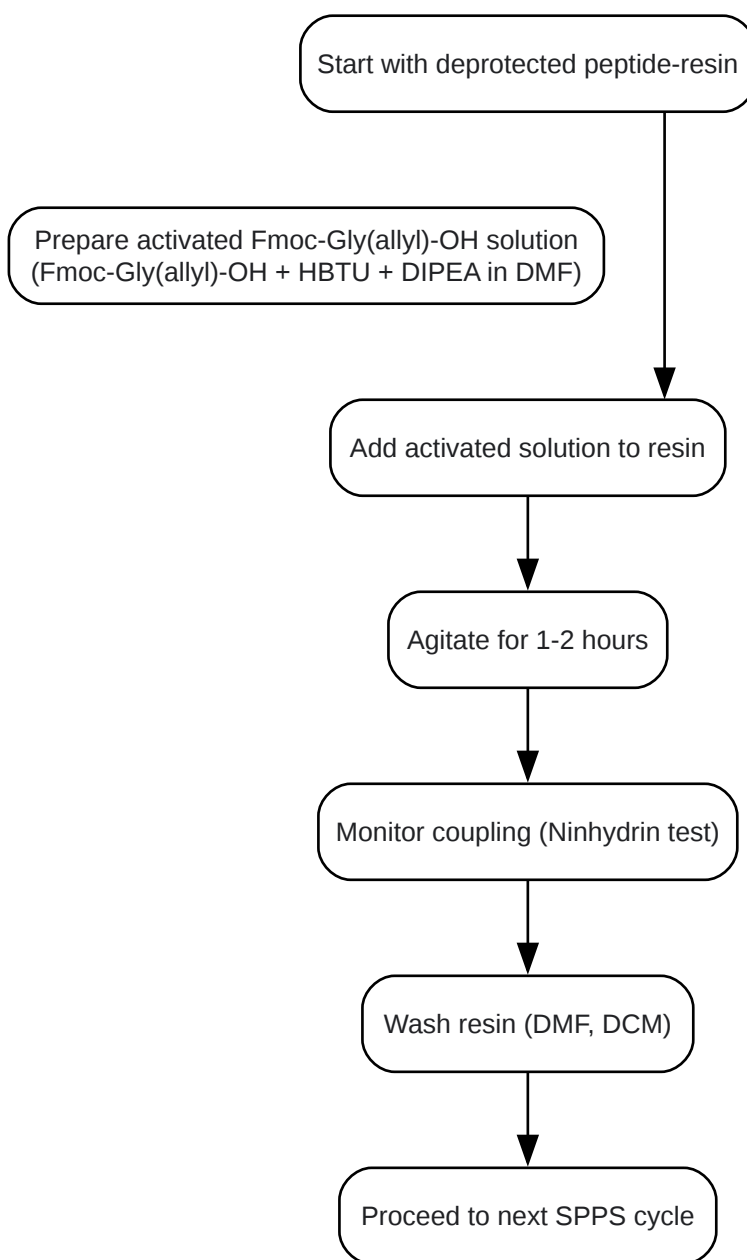 Start with deprotected peptide-resin
Prepare activated Fmoc-Gly(allyl)-OH solution
(Fmoc-Gly(allyl)-OH + HBTU + DIPEA in DMF)
Add activated solution to resin
Agitate for 1-2 hours
Monitor coupling (Ninhydrin test)
Wash resin (DMF, DCM)
Proceed to next SPPS cycle